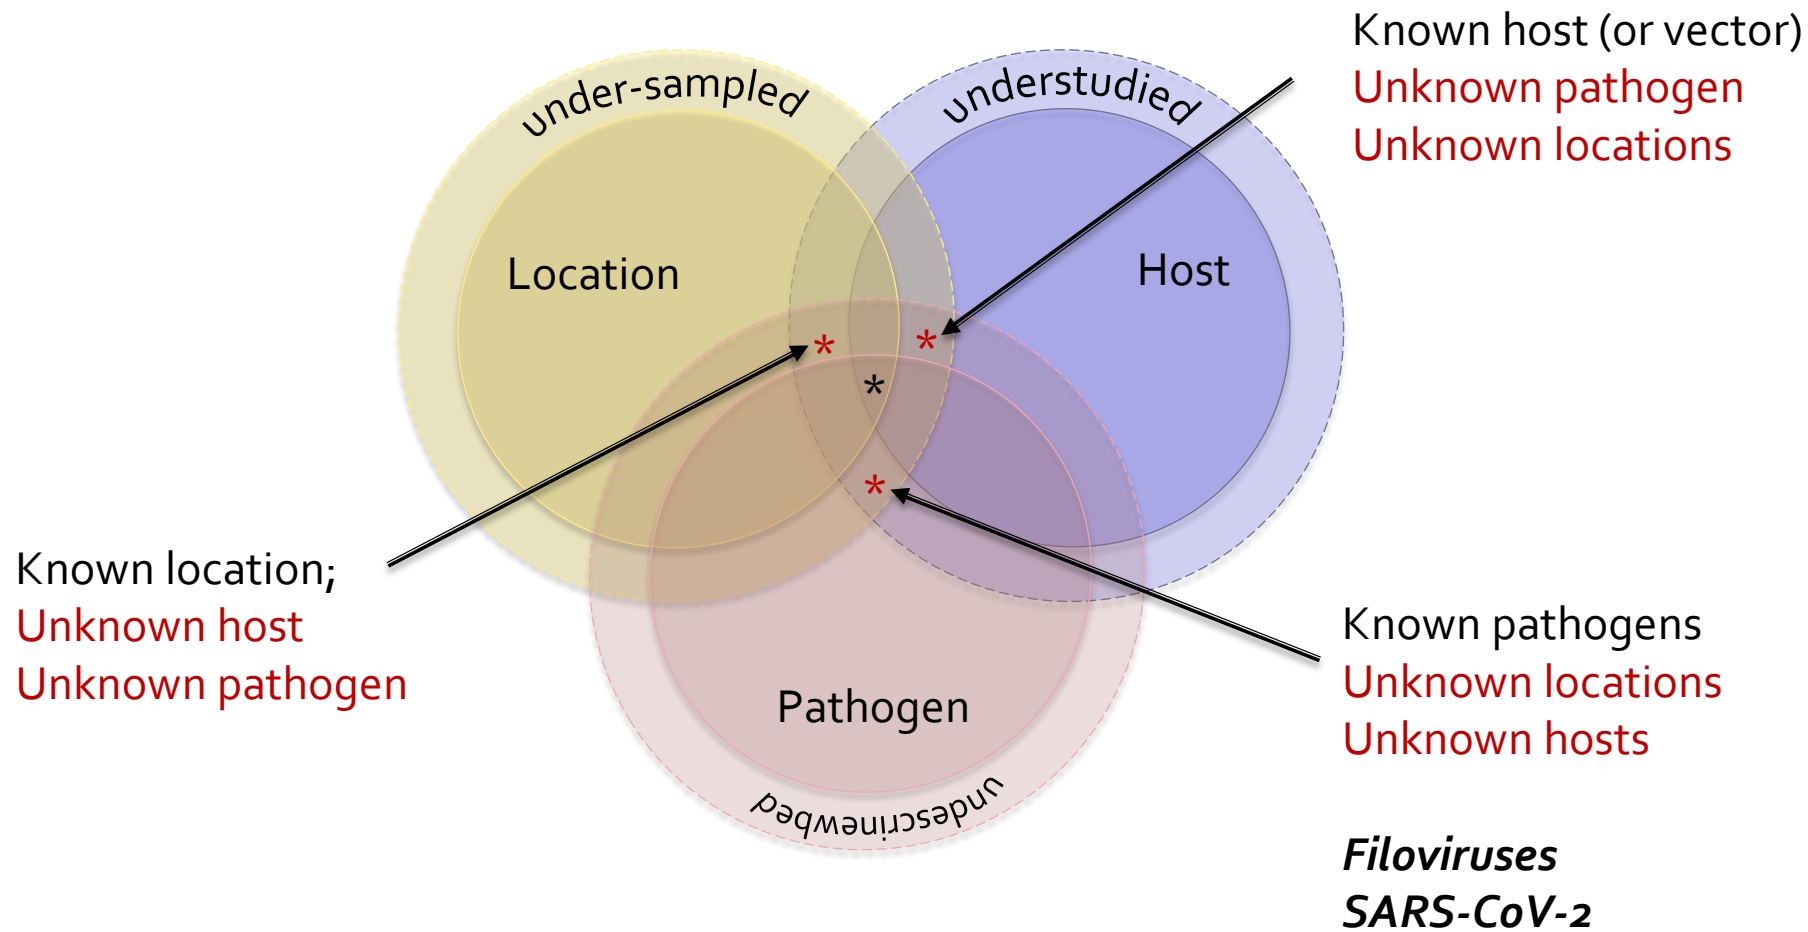 Known host (or vector)
Unknown pathogen
Unknown locations
under-sampled
understudied
Location
Host
*
*
*
*
Known location;
Unknown host
Unknown pathogen
Known pathogens
Unknown locations
Unknown hosts
Pathogen
undescrinewbed
Filoviruses
SARS-CoV-2